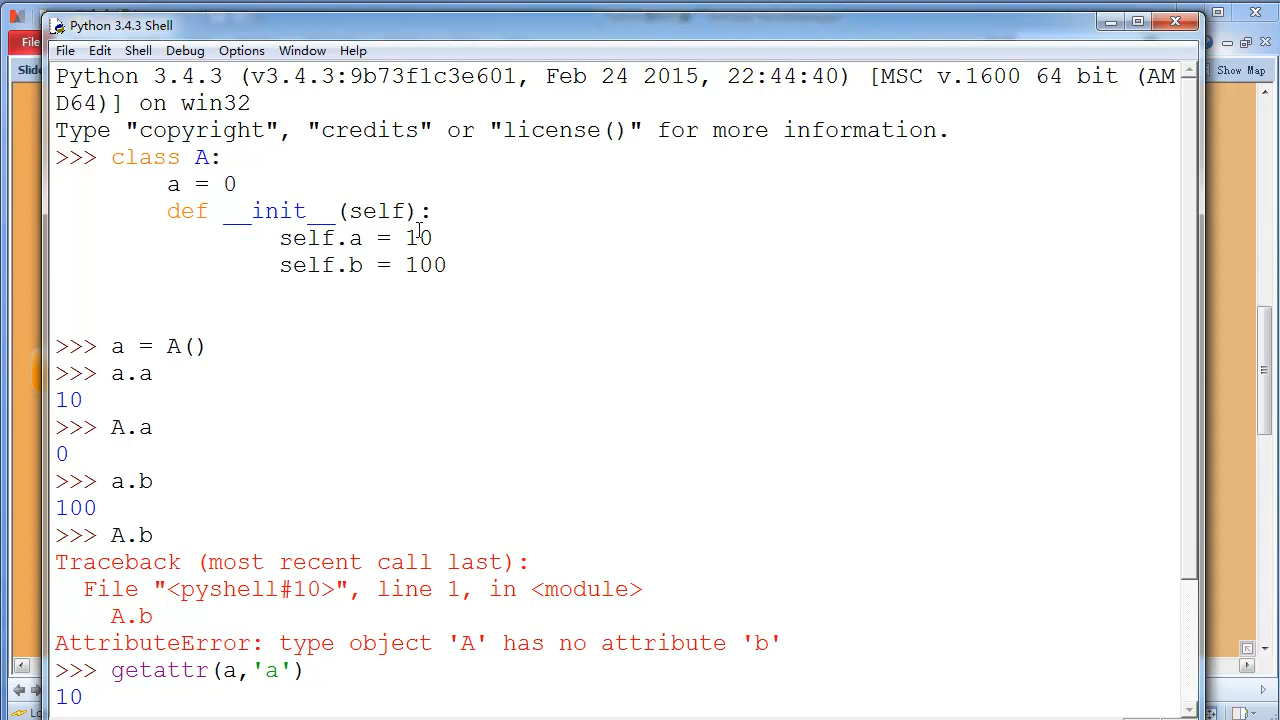 Python 3.4.3 Shell
File
File Edit Shell Debug Options Window Help
Slide
Show Map
Python 3.4.3 (v3.4.3:9b73f1c3e601, Feb 24 2015, 22:44:40) [MSC v.1600 64 bit (AM
D64)] on win32
Type "copyright", "credits" or "license()" for more information.
>>> class A:
a = 0
def __init__(self):
self.a = 10
self.b = 100
>>> a = A()
>>> a.a
10
>>> A.a
0
>>> a.b
100
>>> A.b
Traceback (most recent call last):
File "<pyshell#10>", line 1, in <module>
A.b
AttributeError: type object 'A' has no attribute 'b'
>>> getattr(a,'a')
10